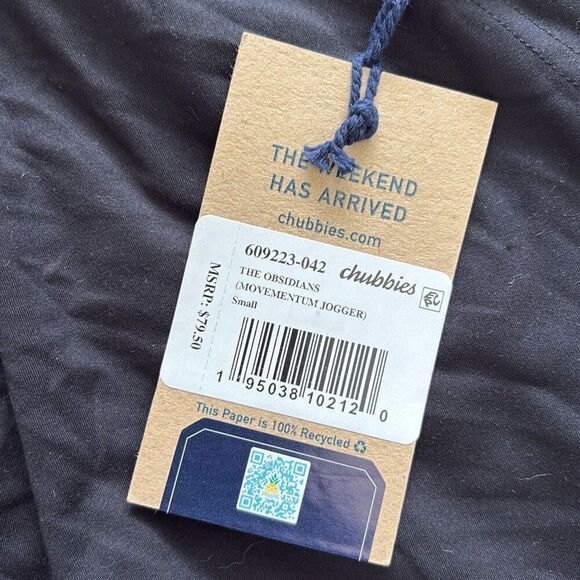 THE WEEKEND
HAS ARRIVED
chubbies.com
609223-042
chubbies
THE OBSIDIANS
(MOVEMENTUM JOGGER)
Small
MSRP: $79.50
1 95038 10212 0
This Paper is 100% Recycled